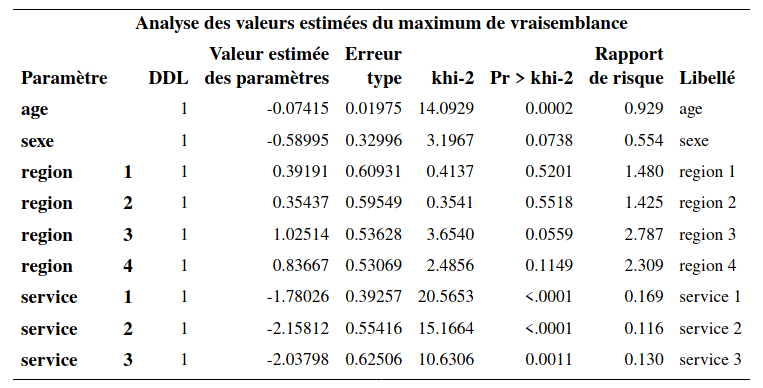 Analyse des valeurs estimées du maximum de vraisemblance
Valeur estimée Erreur Rapport
Paramètre DDL des paramètres type khi-2 Pr > khi-2 de risque Libellé
age 1 -0.07415 0.01975 14.0929 0.0002 0.929 age
sexe 1 -0.58995 0.32996 3.1967 0.0738 0.554 sexe
region 1 1 0.39191 0.60931 0.4137 0.5201 1.480 region 1
region 2 1 0.35437 0.59549 0.3541 0.5518 1.425 region 2
region 3 1 1.02514 0.53628 3.6540 0.0559 2.787 region 3
region 4 1 0.83667 0.53069 2.4856 0.1149 2.309 region 4
service 1 1 -1.78026 0.39257 20.5653 <.0001 0.169 service 1
service 2 1 -2.15812 0.55416 15.1664 <.0001 0.116 service 2
service 3 1 -2.03798 0.62506 10.6306 0.0011 0.130 service 3